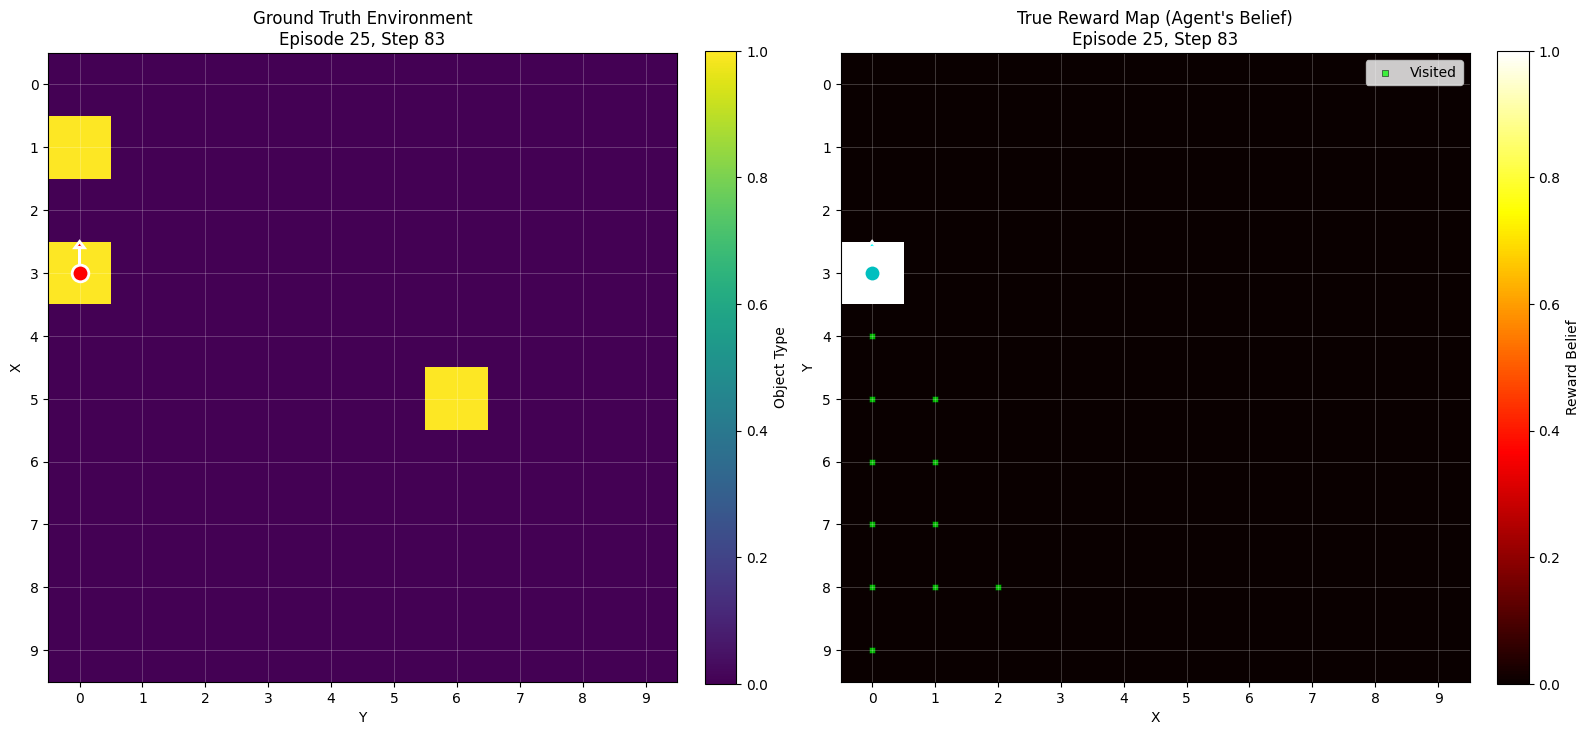 Ground Truth Environment
Episode 25, Step 83
X
0
1
2
3
4
5
6
7
8
9
0 1 2 3 4 5 6 7 8 9
Y
1.0
0.8
0.6
0.4
0.2
0.0
Object Type
True Reward Map (Agent's Belief)
Episode 25, Step 83
Visited
Y
0
1
2
3
4
5
6
7
8
9
0 1 2 3 4 5 6 7 8 9
X
1.0
0.8
0.6
0.4
0.2
0.0
Reward Belief